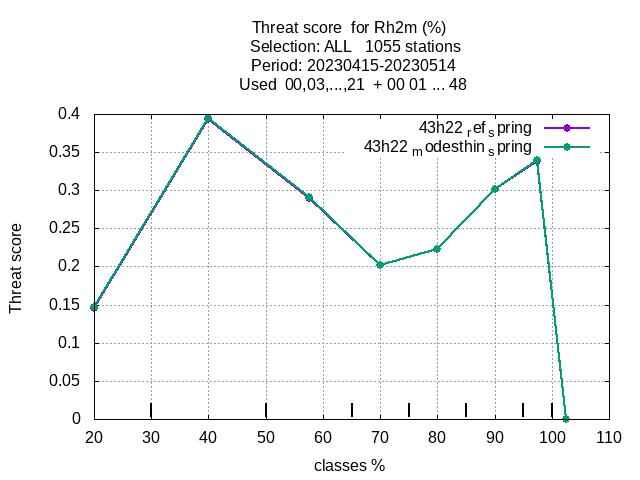 Threat score  for Rh2m (%)
Selection: ALL   1055 stations
Period: 20230415-20230514
Used  00,03,...,21  + 00 01 ... 48
0.4
43h22 ref spring
0.35
43h22 modesthin spring
0.3
0.25
0.2
0.15
0.1
0.05
0
Threat score
20 30 40 50 60 70 80 90 100 110
classes %